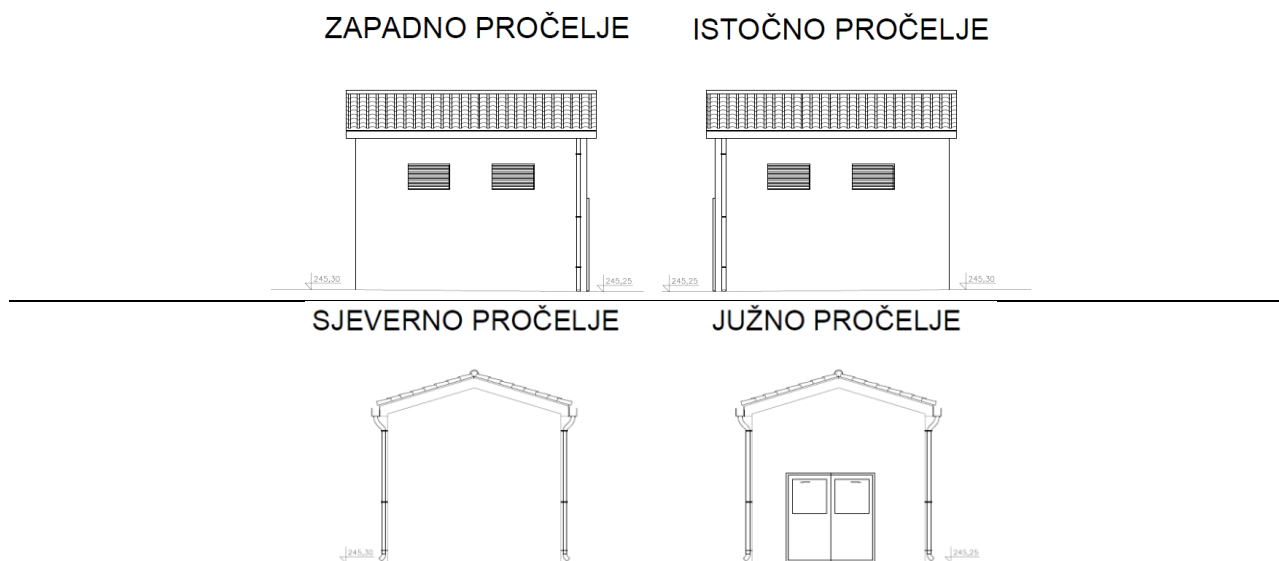 ZAPADNO PROČELJE
ISTOČNO PROČELJE
245,30
245,25
245,25
245,30
SJEVERNO PROČELJE
JUŽNO PROČELJE
245,30
245,25